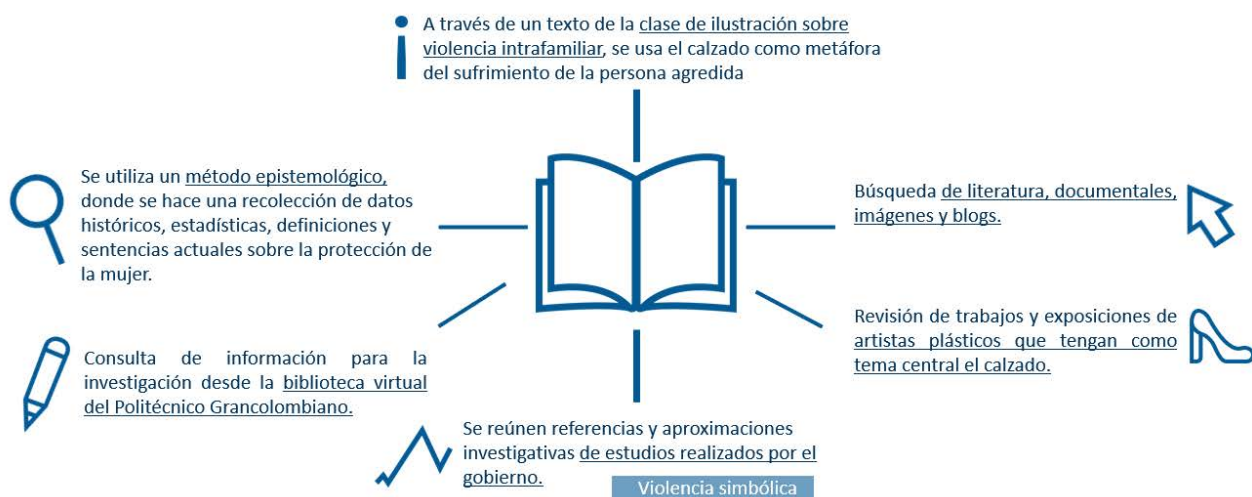 A través de un texto de la clase de ilustración sobre
violencia intrafamiliar, se usa el calzado como metáfora
del sufrimiento de la persona agredida
Se utiliza un método epistemológico,
donde se hace una recolección de datos
históricos, estadísticas, definiciones y
sentencias actuales sobre la protección de
la mujer.
Búsqueda de literatura, documentales,
imágenes y blogs.
Consulta de información para la
investigación desde la biblioteca virtual
del Politécnico Grancolombiano.
Revisión de trabajos y exposiciones de
artistas plásticos que tengan como
tema central el calzado.
Se reúnen referencias y aproximaciones
investigativas de estudios realizados por el
gobierno.
Violencia simbólica